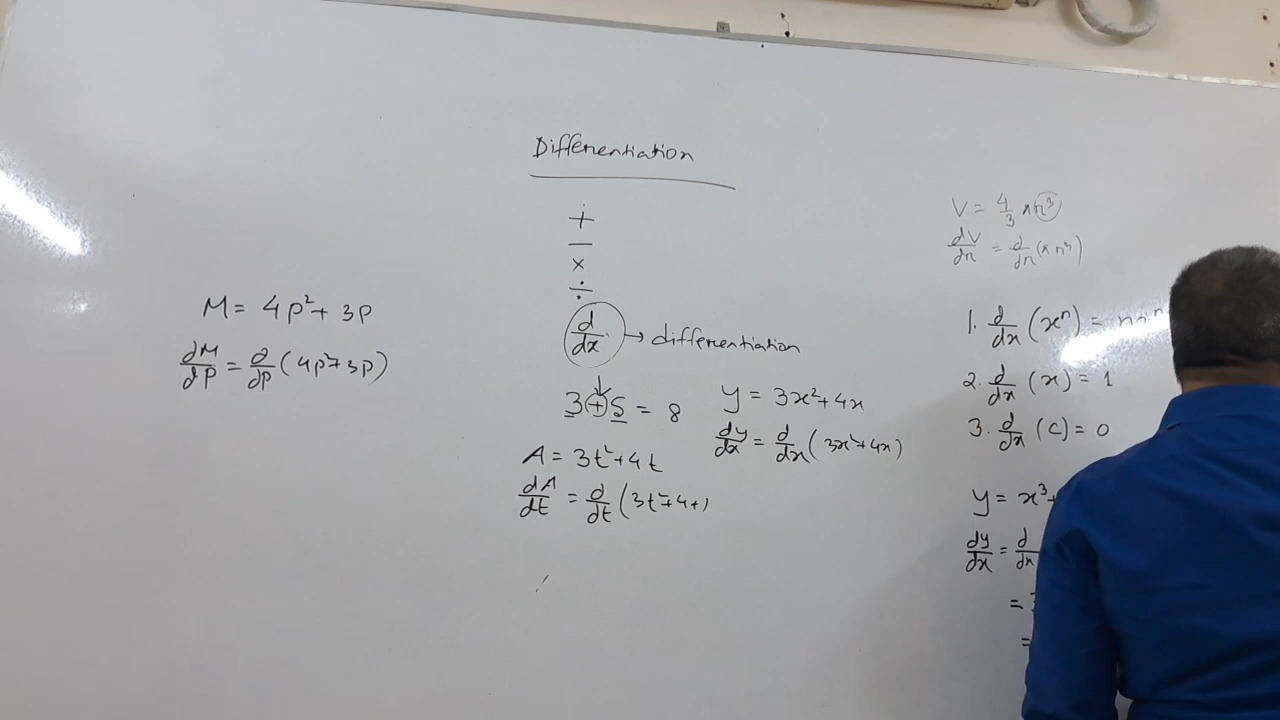 Differentiation
+
−
×
÷
d/dx → differentiation
3 + 5 = 8
A = 3t² + 4t
dA/dt = d/dt (3t² + 4t)
y = 3x² + 4x
dy/dx = d/dx (3x² + 4x)
M = 4p² + 3p
dM/dp = d/dp (4p² + 3p)
V = 4/3 π r³
dV/dr = d/dr (π r³)
1. d/dx (xⁿ) =
2. d/dx (x) = 1
3. d/dx (c) = 0
y = x³ +
dy/dx = d/dx
=
=